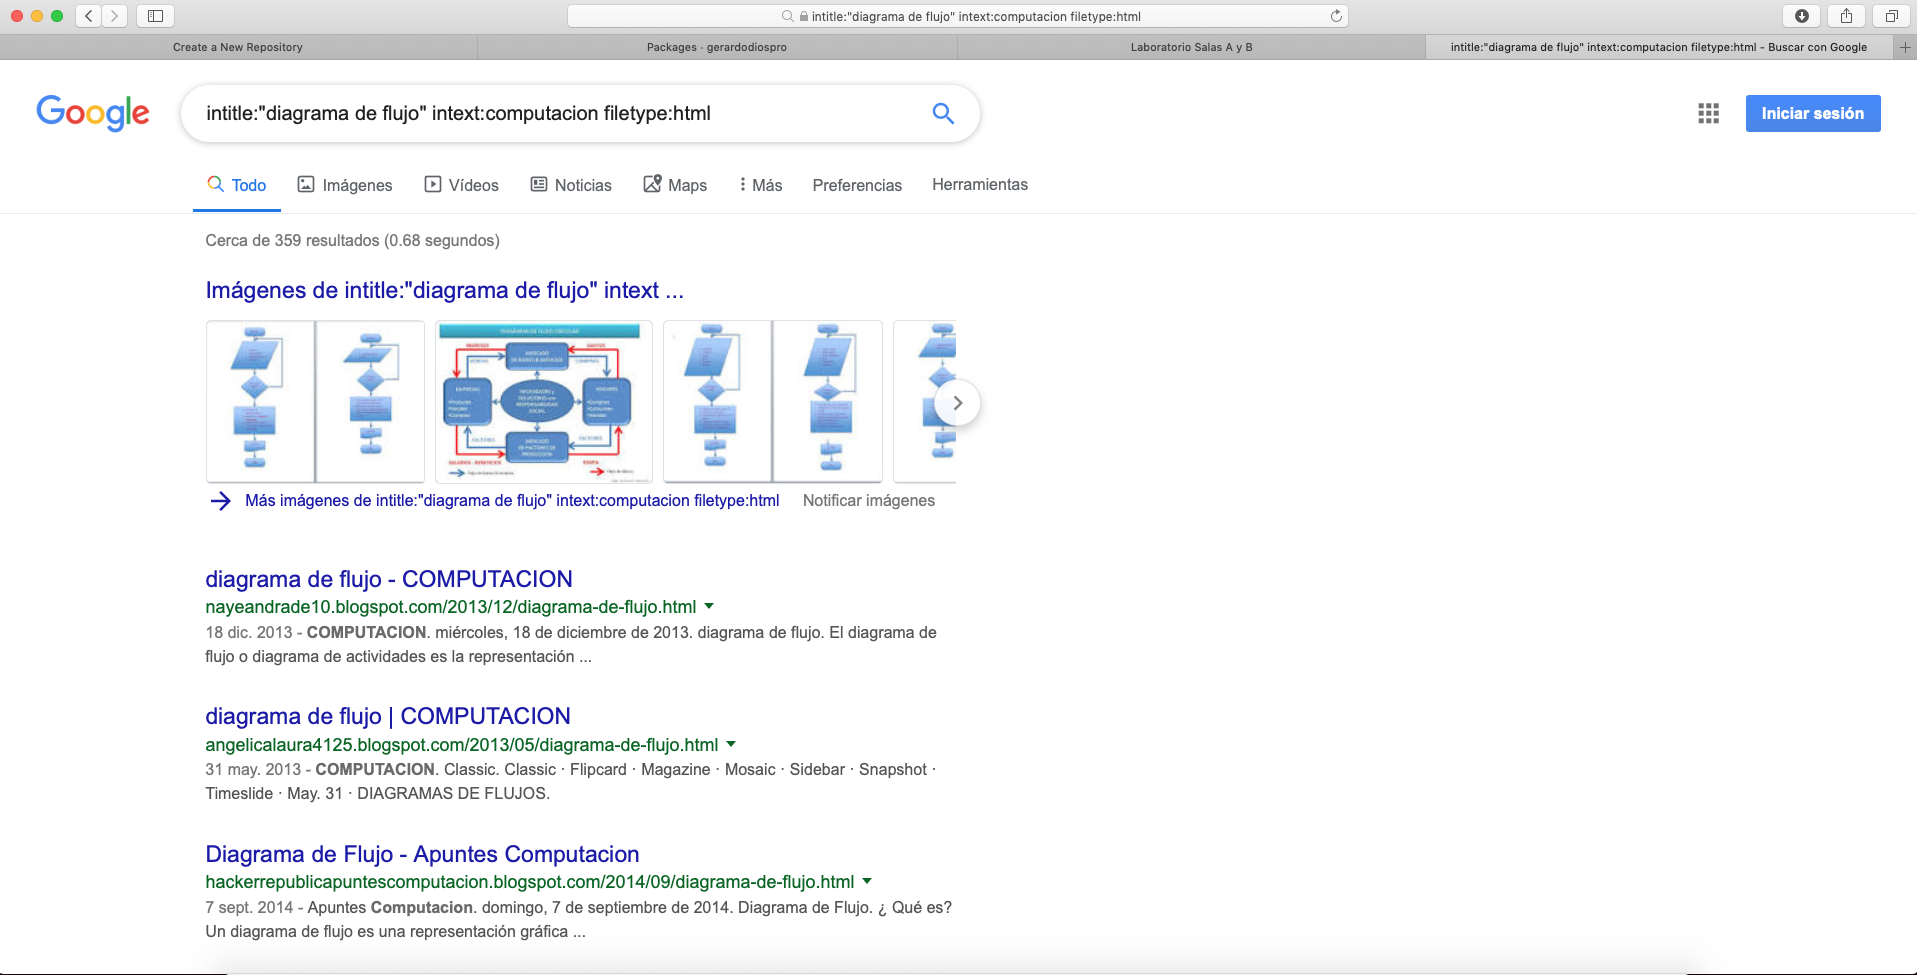 intitle:"diagrama de flujo" intext:computacion filetype:html
Create a New Repository
Packages · gerardodiospro
Laboratorio Salas A y B
intitle:"diagrama de flujo" intext:computacion filetype:html - Buscar con Google
Google
intitle:"diagrama de flujo" intext:computacion filetype:html
Iniciar sesión
Todo
Imágenes
Vídeos
Noticias
Maps
Más
Preferencias
Herramientas
Cerca de 359 resultados (0.68 segundos)
Imágenes de intitle:"diagrama de flujo" intext ...
DIAGRAMA DE FLUJO CIRCULAR
Más imágenes de intitle:"diagrama de flujo" intext:computacion filetype:html
Notificar imágenes
diagrama de flujo - COMPUTACION
nayeandrade10.blogspot.com/2013/12/diagrama-de-flujo.html
18 dic. 2013 - COMPUTACION. miércoles, 18 de diciembre de 2013. diagrama de flujo. El diagrama de
flujo o diagrama de actividades es la representación ...
diagrama de flujo | COMPUTACION
angelicalaura4125.blogspot.com/2013/05/diagrama-de-flujo.html
31 may. 2013 - COMPUTACION. Classic. Classic · Flipcard · Magazine · Mosaic · Sidebar · Snapshot ·
Timeslide · May. 31 · DIAGRAMAS DE FLUJOS.
Diagrama de Flujo - Apuntes Computacion
hackerrepublicapuntescomputacion.blogspot.com/2014/09/diagrama-de-flujo.html
7 sept. 2014 - Apuntes Computacion. domingo, 7 de septiembre de 2014. Diagrama de Flujo. ¿ Qué es?
Un diagrama de flujo es una representación gráfica ...